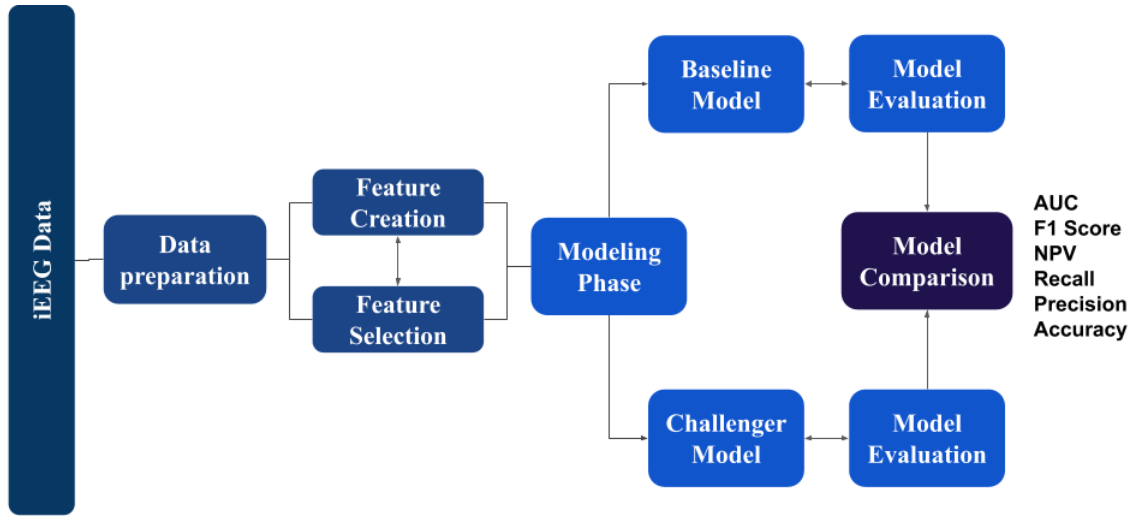 iEEG Data
Data
preparation
Feature
Creation
Feature
Selection
Modeling
Phase
Baseline
Model
Model
Evaluation
Challenger
Model
Model
Evaluation
Model
Comparison
AUC
F1 Score
NPV
Recall
Precision
Accuracy